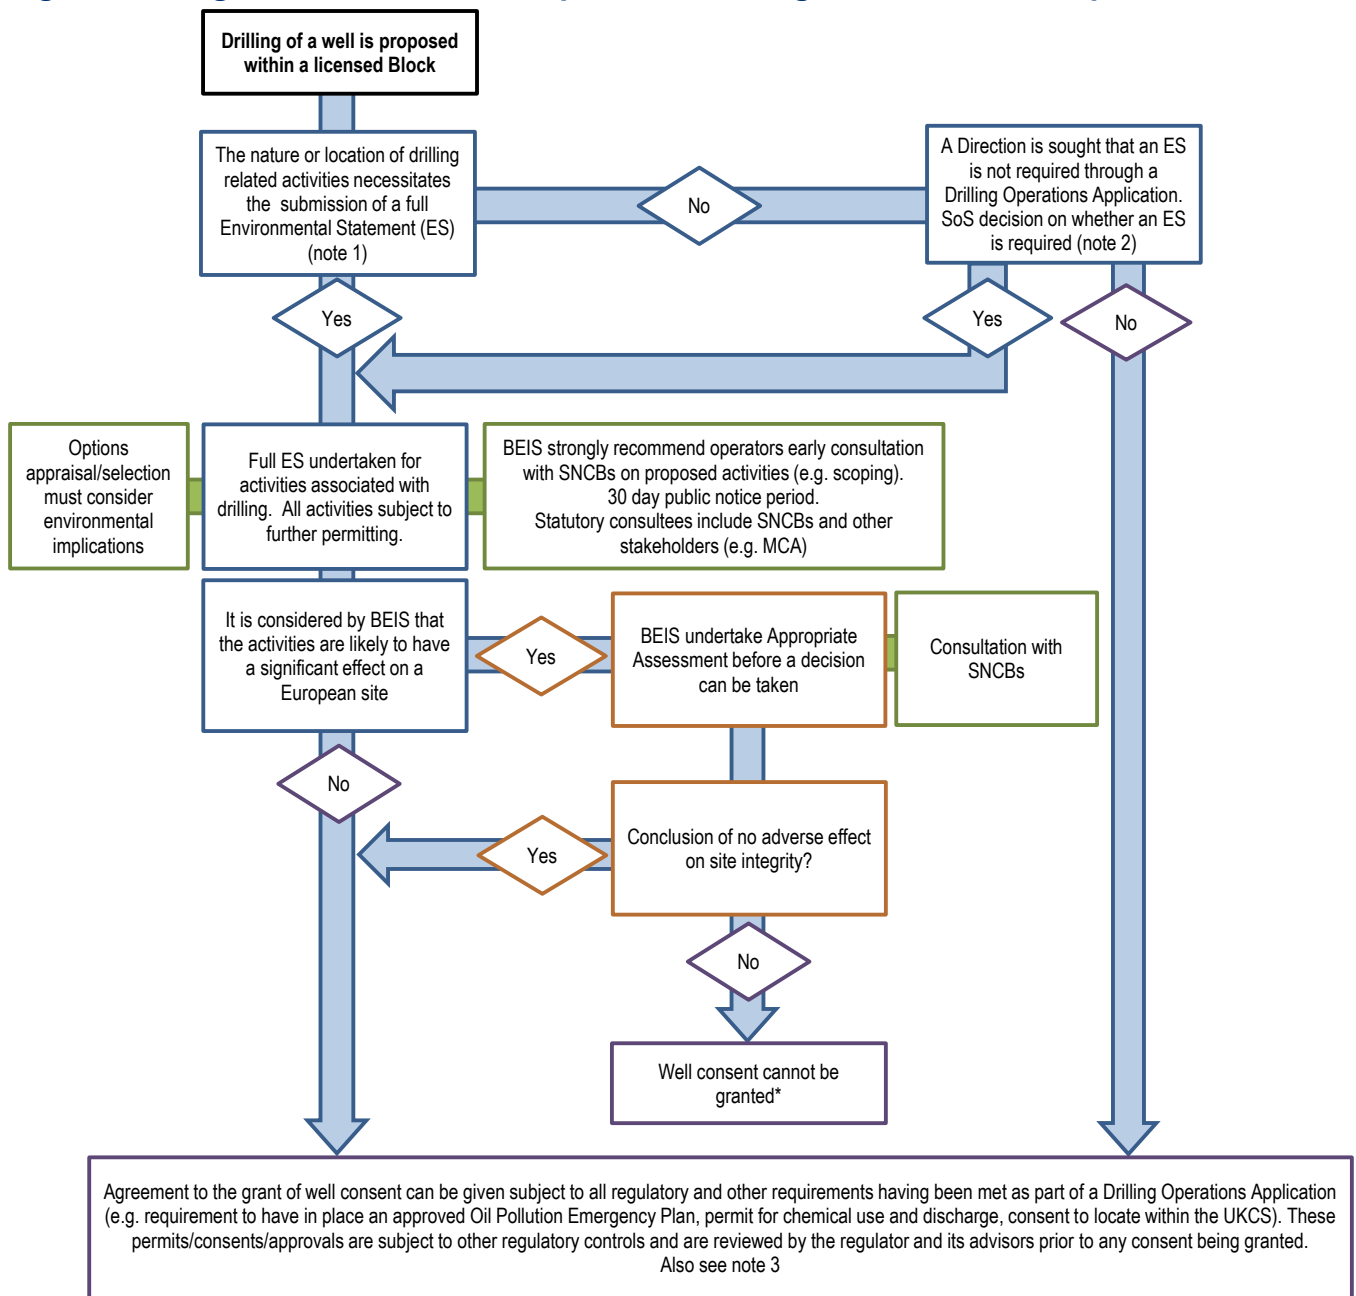 Drilling of a well is proposed
within a licensed Block
The nature or location of drilling
related activities necessitates
the submission of a full
Environmental Statement (ES)
(note 1)
No
A Direction is sought that an ES
is not required through a
Drilling Operations Application.
SoS decision on whether an ES
is required (note 2)
Yes
Yes
No
Options
appraisal/selection
must consider
environmental
implications
Full ES undertaken for
activities associated with
drilling. All activities subject to
further permitting.
BEIS strongly recommend operators early consultation
with SNCBs on proposed activities (e.g. scoping).
30 day public notice period.
Statutory consultees include SNCBs and other
stakeholders (e.g. MCA)
It is considered by BEIS that
the activities are likely to have
a significant effect on a
European site
Yes
BEIS undertake Appropriate
Assessment before a decision
can be taken
Consultation with
SNCBs
No
Yes
Conclusion of no adverse effect
on site integrity?
No
Well consent cannot be
granted*
Agreement to the grant of well consent can be given subject to all regulatory and other requirements having been met as part of a Drilling Operations Application
(e.g. requirement to have in place an approved Oil Pollution Emergency Plan, permit for chemical use and discharge, consent to locate within the UKCS). These
permits/consents/approvals are subject to other regulatory controls and are reviewed by the regulator and its advisors prior to any consent being granted.
Also see note 3